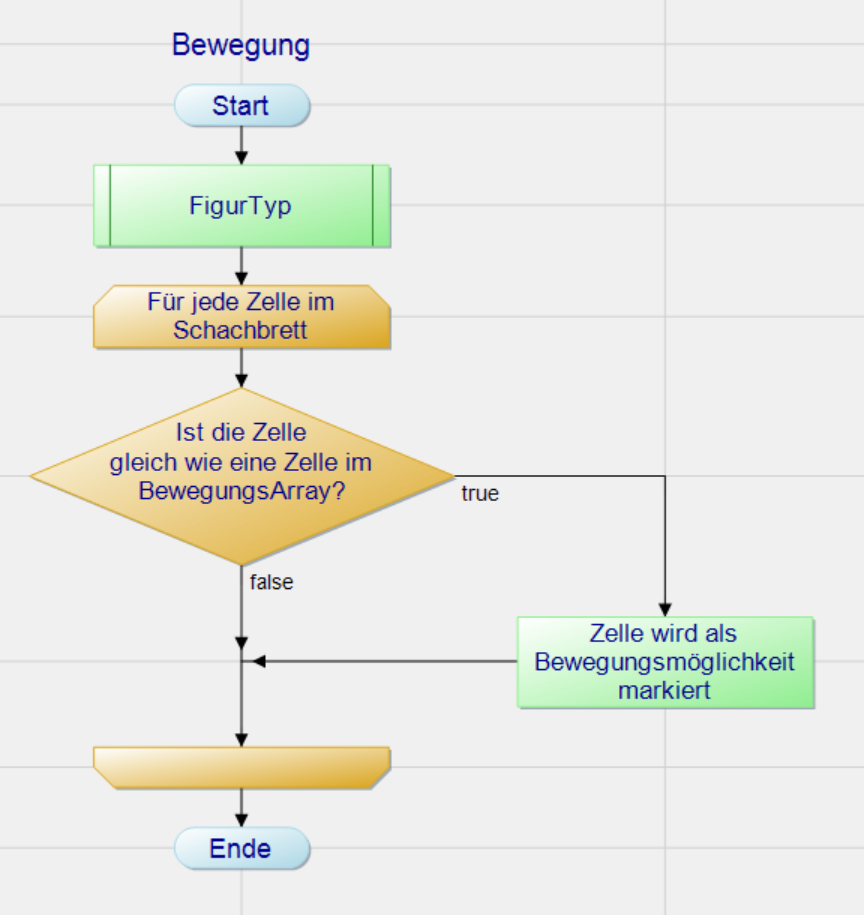 Bewegung
Start
FigurTyp
Für jede Zelle im
Schachbrett
Ist die Zelle
gleich wie eine Zelle im
BewegungsArray?
true
false
Zelle wird als
Bewegungsmöglichkeit
markiert
Ende